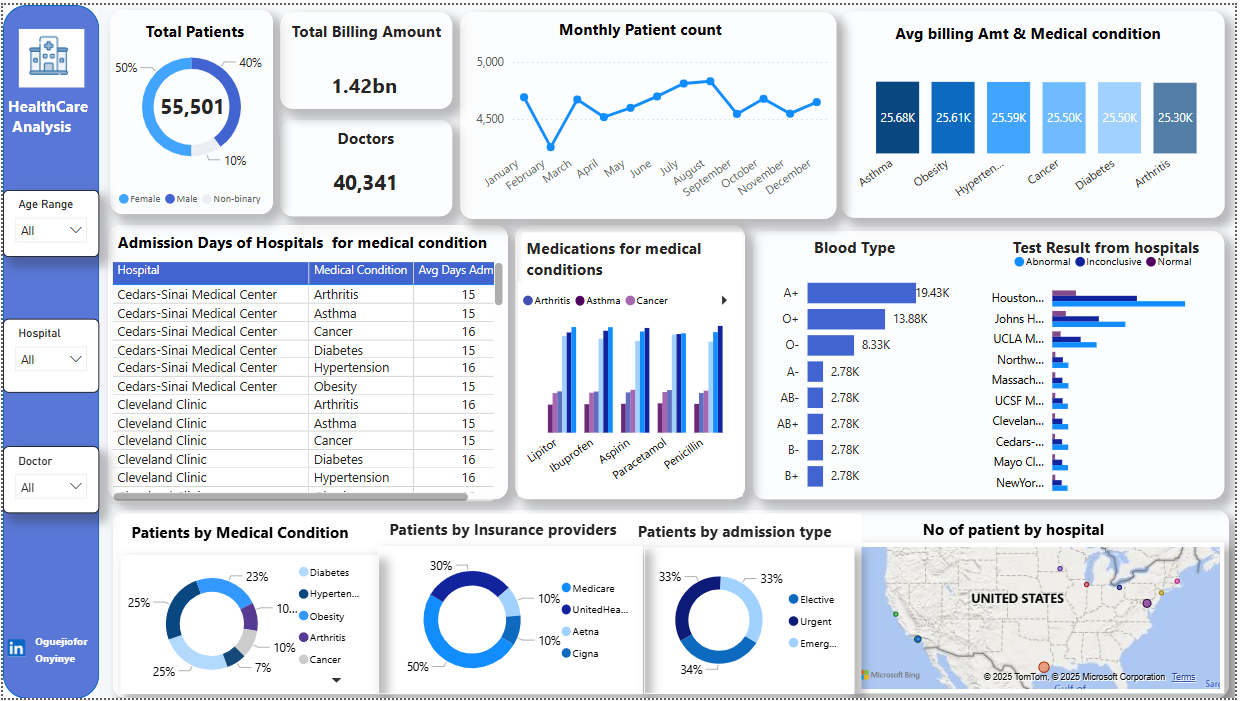 HealthCare
Analysis
Age Range
All
Hospital
All
Doctor
All
in
Oguejiofor
Onyinye
Total Patients
50%
40%
55,501
10%
Female Male Non-binary
Total Billing Amount
1.42bn
Doctors
40,341
Monthly Patient count
5,000
4,500
January
February
March
April
May
June
July
August
September
October
November
December
Avg billing Amt & Medical condition
25.68K 25.61K 25.59K 25.50K 25.50K 25.30K
Asthma
Obesity
Hyperten...
Cancer
Diabetes
Arthritis
Admission Days of Hospitals for medical condition
Hospital Medical Condition Avg Days Adm
Cedars-Sinai Medical Center Arthritis 15
Cedars-Sinai Medical Center Asthma 15
Cedars-Sinai Medical Center Cancer 16
Cedars-Sinai Medical Center Diabetes 15
Cedars-Sinai Medical Center Hypertension 16
Cedars-Sinai Medical Center Obesity 15
Cleveland Clinic Arthritis 16
Cleveland Clinic Asthma 15
Cleveland Clinic Cancer 15
Cleveland Clinic Diabetes 16
Cleveland Clinic Hypertension 16
Medications for medical
conditions
Arthritis Asthma Cancer
Lipitor
Ibuprofen
Aspirin
Paracetamol
Penicillin
Blood Type
A+ 19.43K
O+ 13.88K
O- 8.33K
A- 2.78K
AB- 2.78K
AB+ 2.78K
B- 2.78K
B+ 2.78K
Test Result from hospitals
Abnormal Inconclusive Normal
Houston...
Johns H...
UCLA M...
Northw...
Massach...
UCSF M...
Clevelan...
Cedars-...
Mayo Cl...
NewYor...
Patients by Medical Condition
23%
10...
10%
7%
25%
25%
Diabetes
Hyperten...
Obesity
Arthritis
Cancer
Patients by Insurance providers
30%
10%
10%
50%
Medicare
UnitedHea...
Aetna
Cigna
Patients by admission type
33%
33%
34%
Elective
Urgent
Emerg...
No of patient by hospital
UNITED STATES
Microsoft Bing
© 2025 TomTom, © 2025 Microsoft Corporation Terms